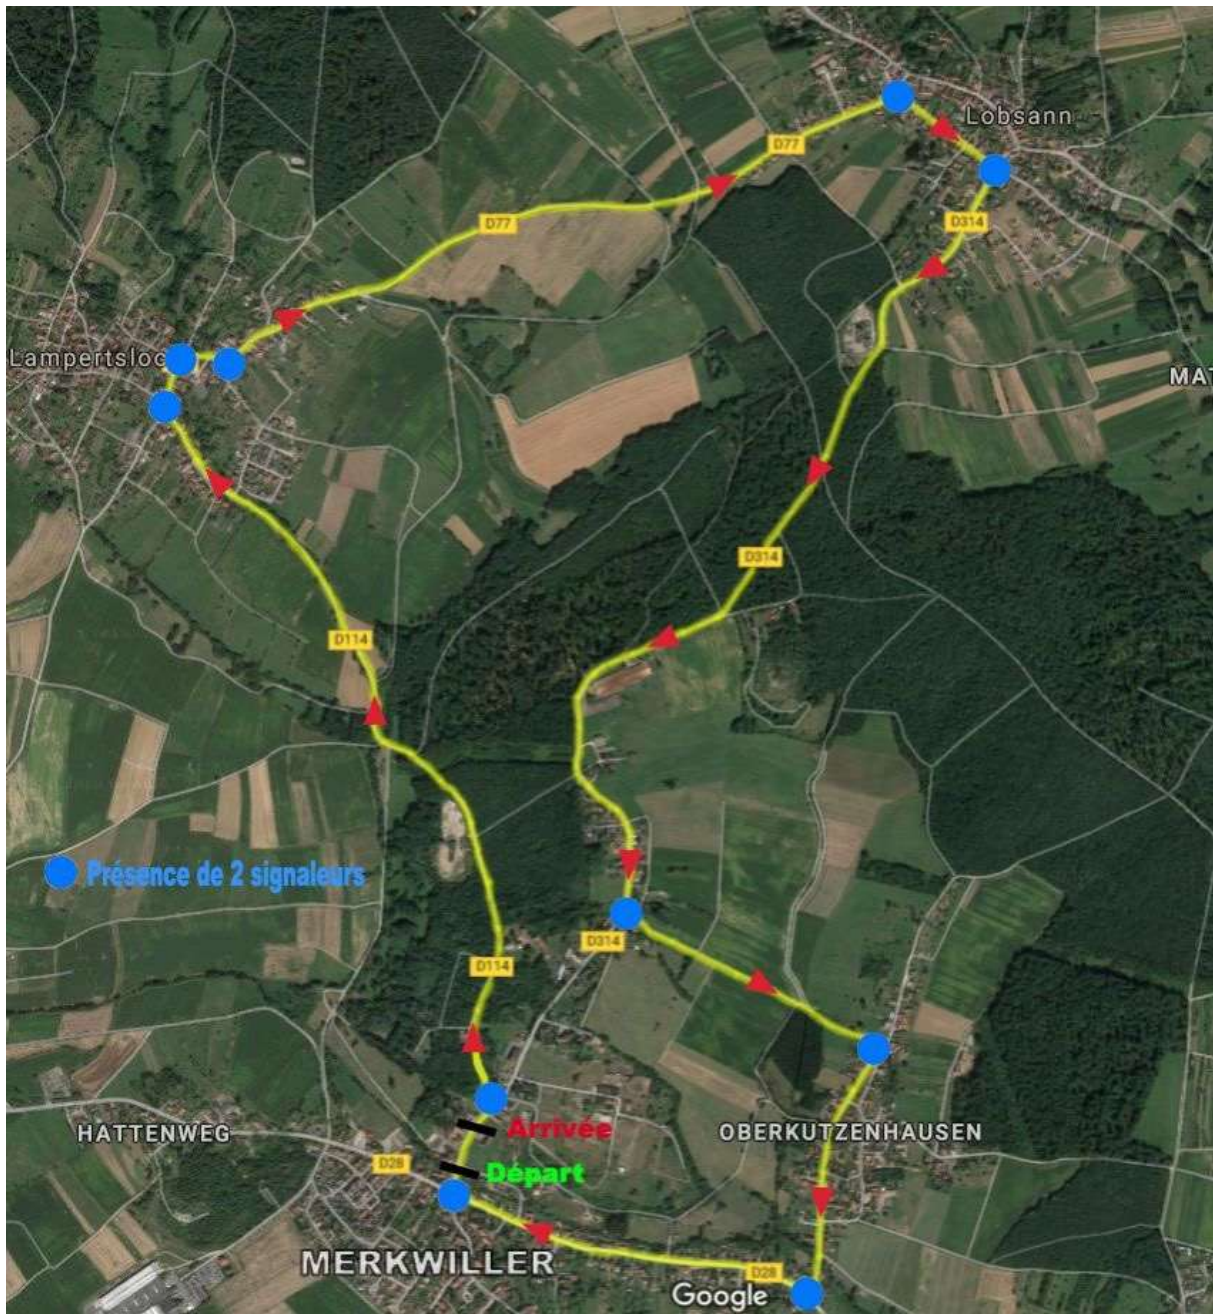 Lobsann
D77
D314
D77
Lampertsloc
MAT
D314
D114
Présence de 2 signaleurs
D314
D114
Arrivée
HATTENWEG
OBERKUTZENHAUSEN
D28
Départ
MERKWILLER
D28
Google